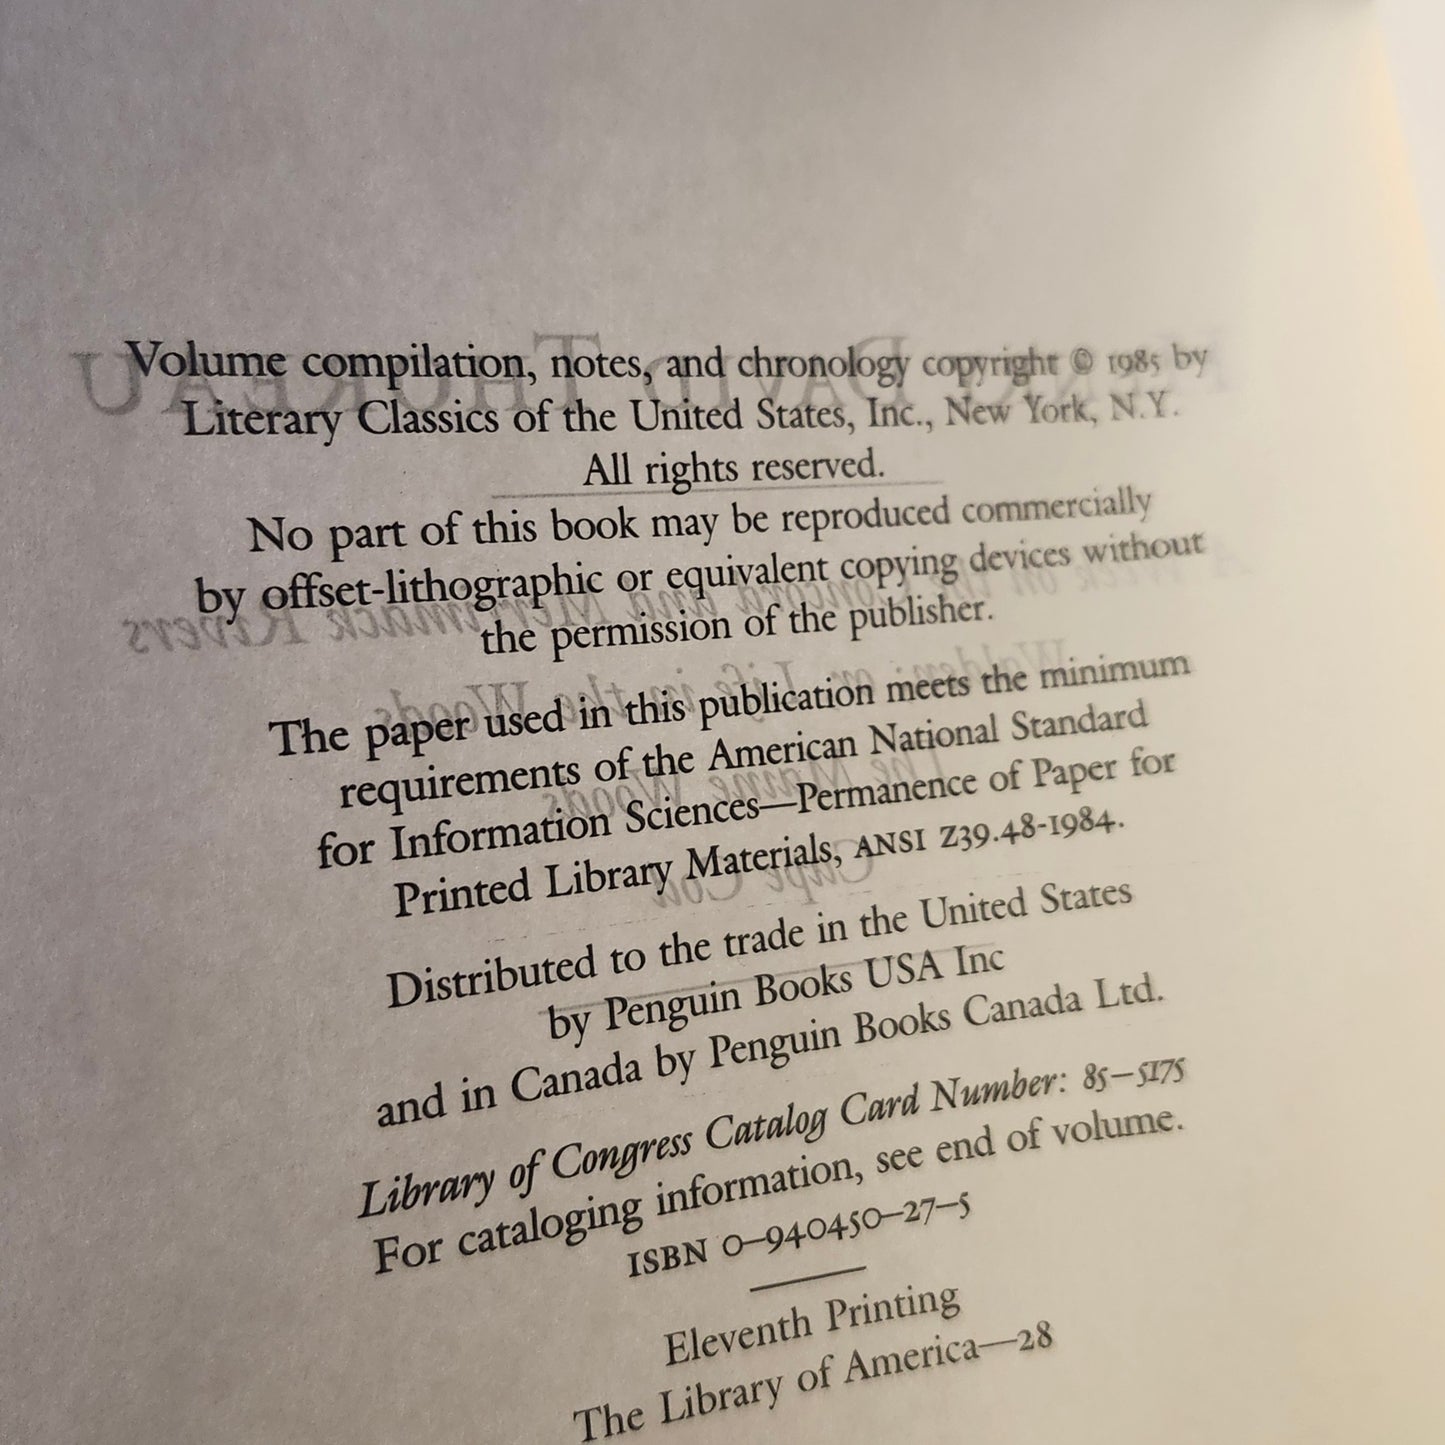 Volume compilation, notes, and chronology copyright © 1985 by
Literary Classics of the United States, Inc., New York, N.Y.
All rights reserved.
No part of this book may be reproduced commercially
by offset-lithographic or equivalent copying devices without
the permission of the publisher.
The paper used in this publication meets the minimum
requirements of the American National Standard
for Information Sciences—Permanence of Paper for
Printed Library Materials, ANSI Z39.48-1984.
Distributed to the trade in the United States
by Penguin Books USA Inc
and in Canada by Penguin Books Canada Ltd.
Library of Congress Catalog Card Number: 85–5175
For cataloging information, see end of volume.
ISBN 0–940450–27–5
Eleventh Printing
The Library of America—28